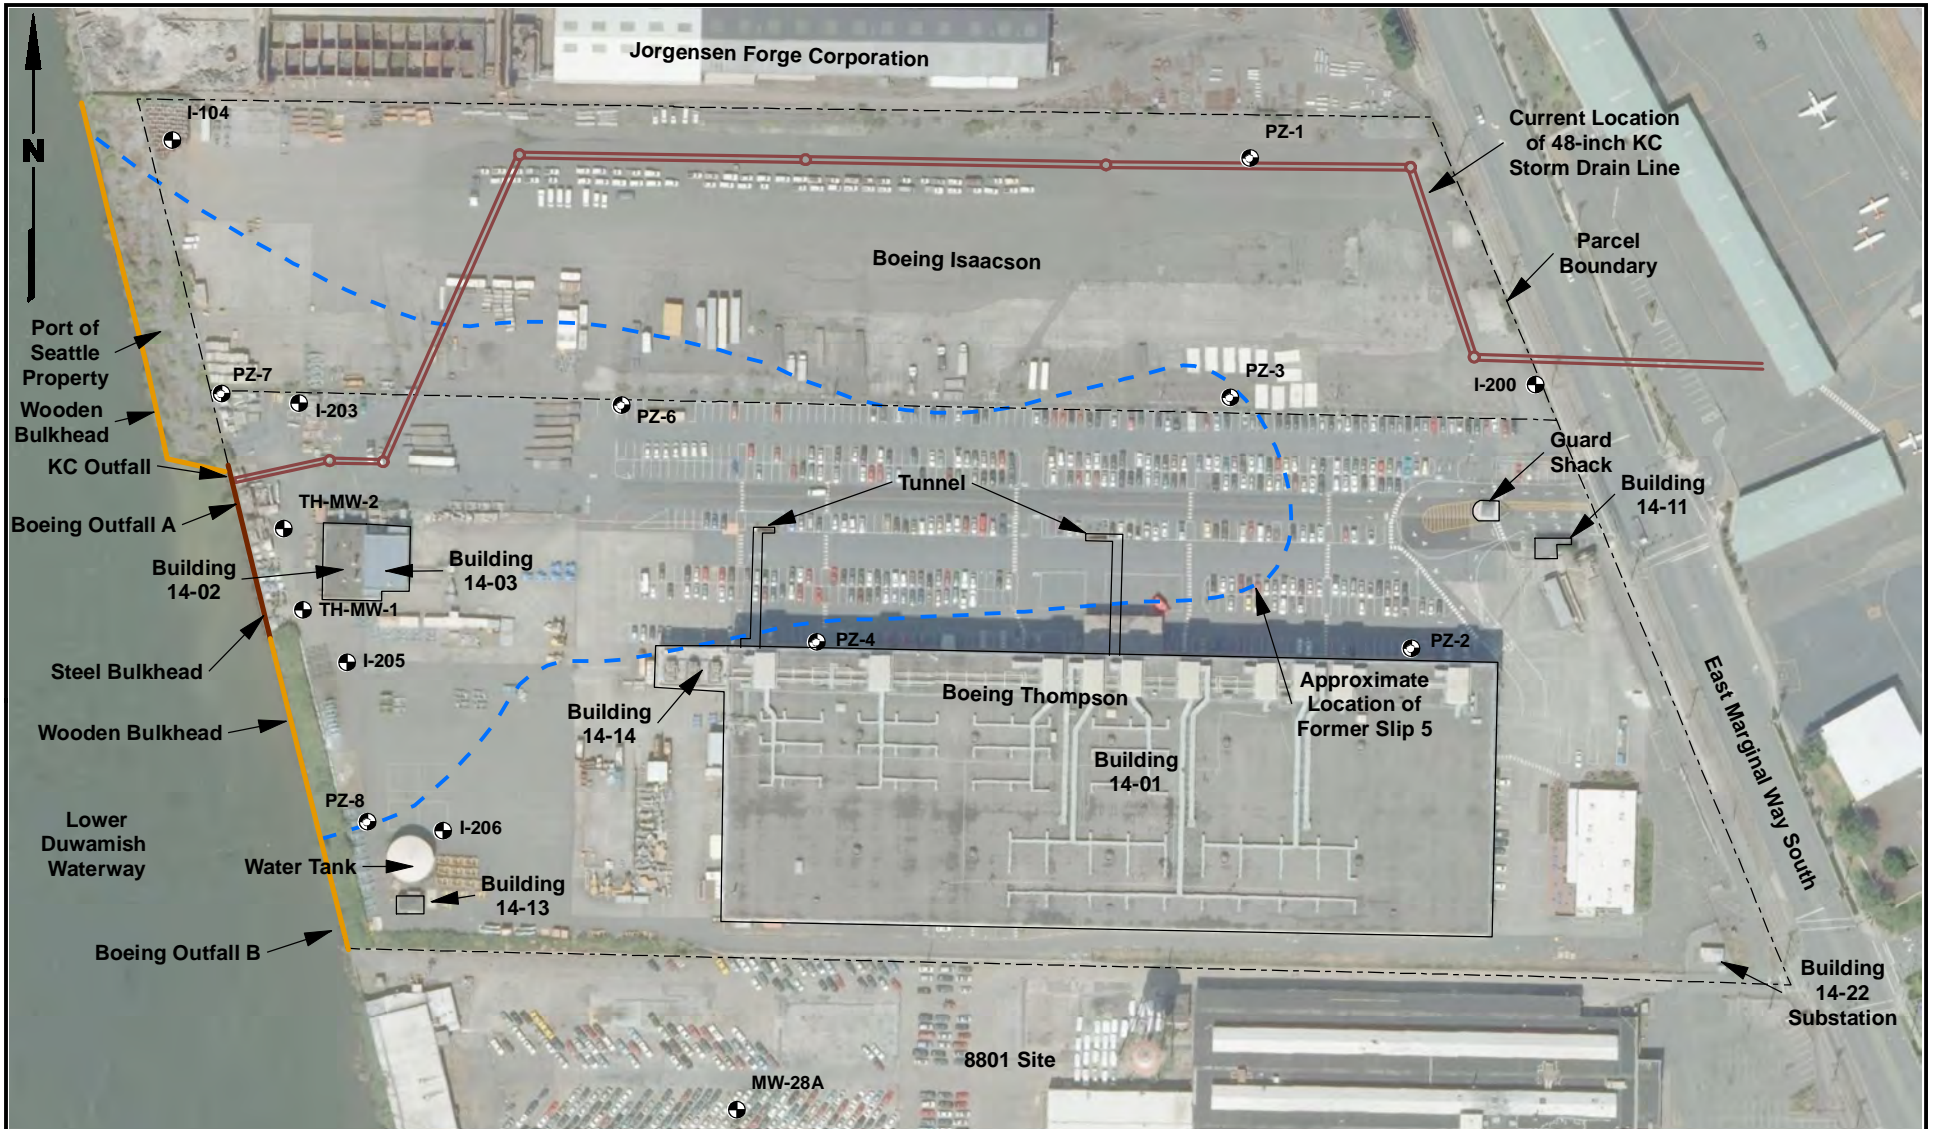 Jorgensen Forge Corporation
I-104
N
PZ-1
Current Location
of 48-inch KC
Storm Drain Line
Boeing Isaacson
Parcel
Boundary
Port of
Seattle
Property
PZ-7
I-203
PZ-6
PZ-3
I-200
Wooden
Bulkhead
KC Outfall
Guard
Shack
Tunnel
Building
14-11
TH-MW-2
Boeing Outfall A
Building
14-02
Building
14-03
TH-MW-1
PZ-4
PZ-2
I-205
Steel Bulkhead
Boeing Thompson
Approximate
Location of
Former Slip 5
Building
14-14
Wooden Bulkhead
Building
14-01
East Marginal Way South
PZ-8
I-206
Lower
Duwamish
Waterway
Water Tank
Building
14-13
Boeing Outfall B
Building
14-22
Substation
8801 Site
MW-28A